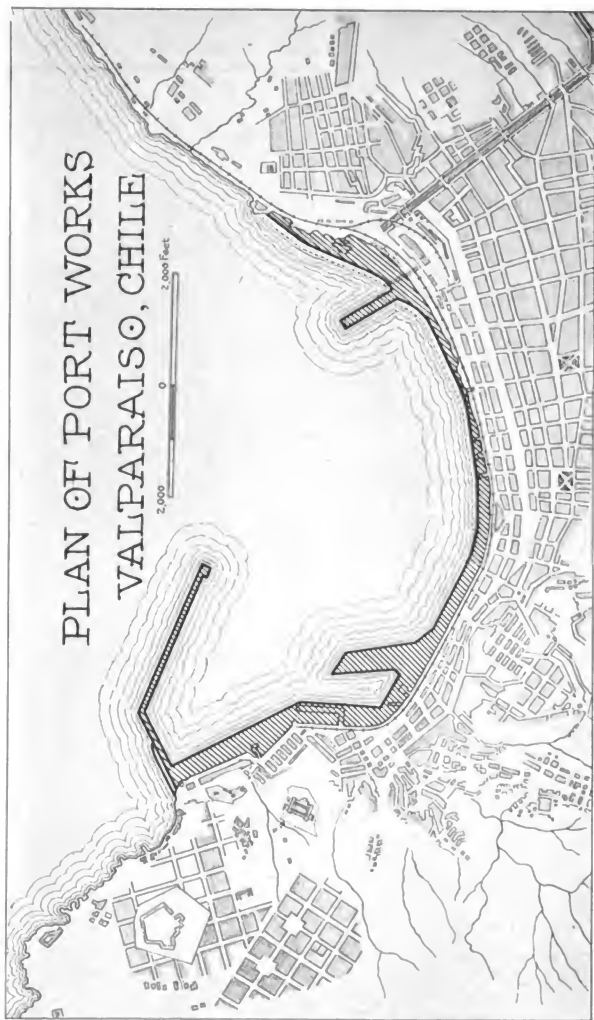 PLAN OF PORT WORKS
VALPARAISO, CHILE
2,000 0 2,000 Feet